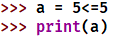 >>> a = 5<=5
>>> print(a)